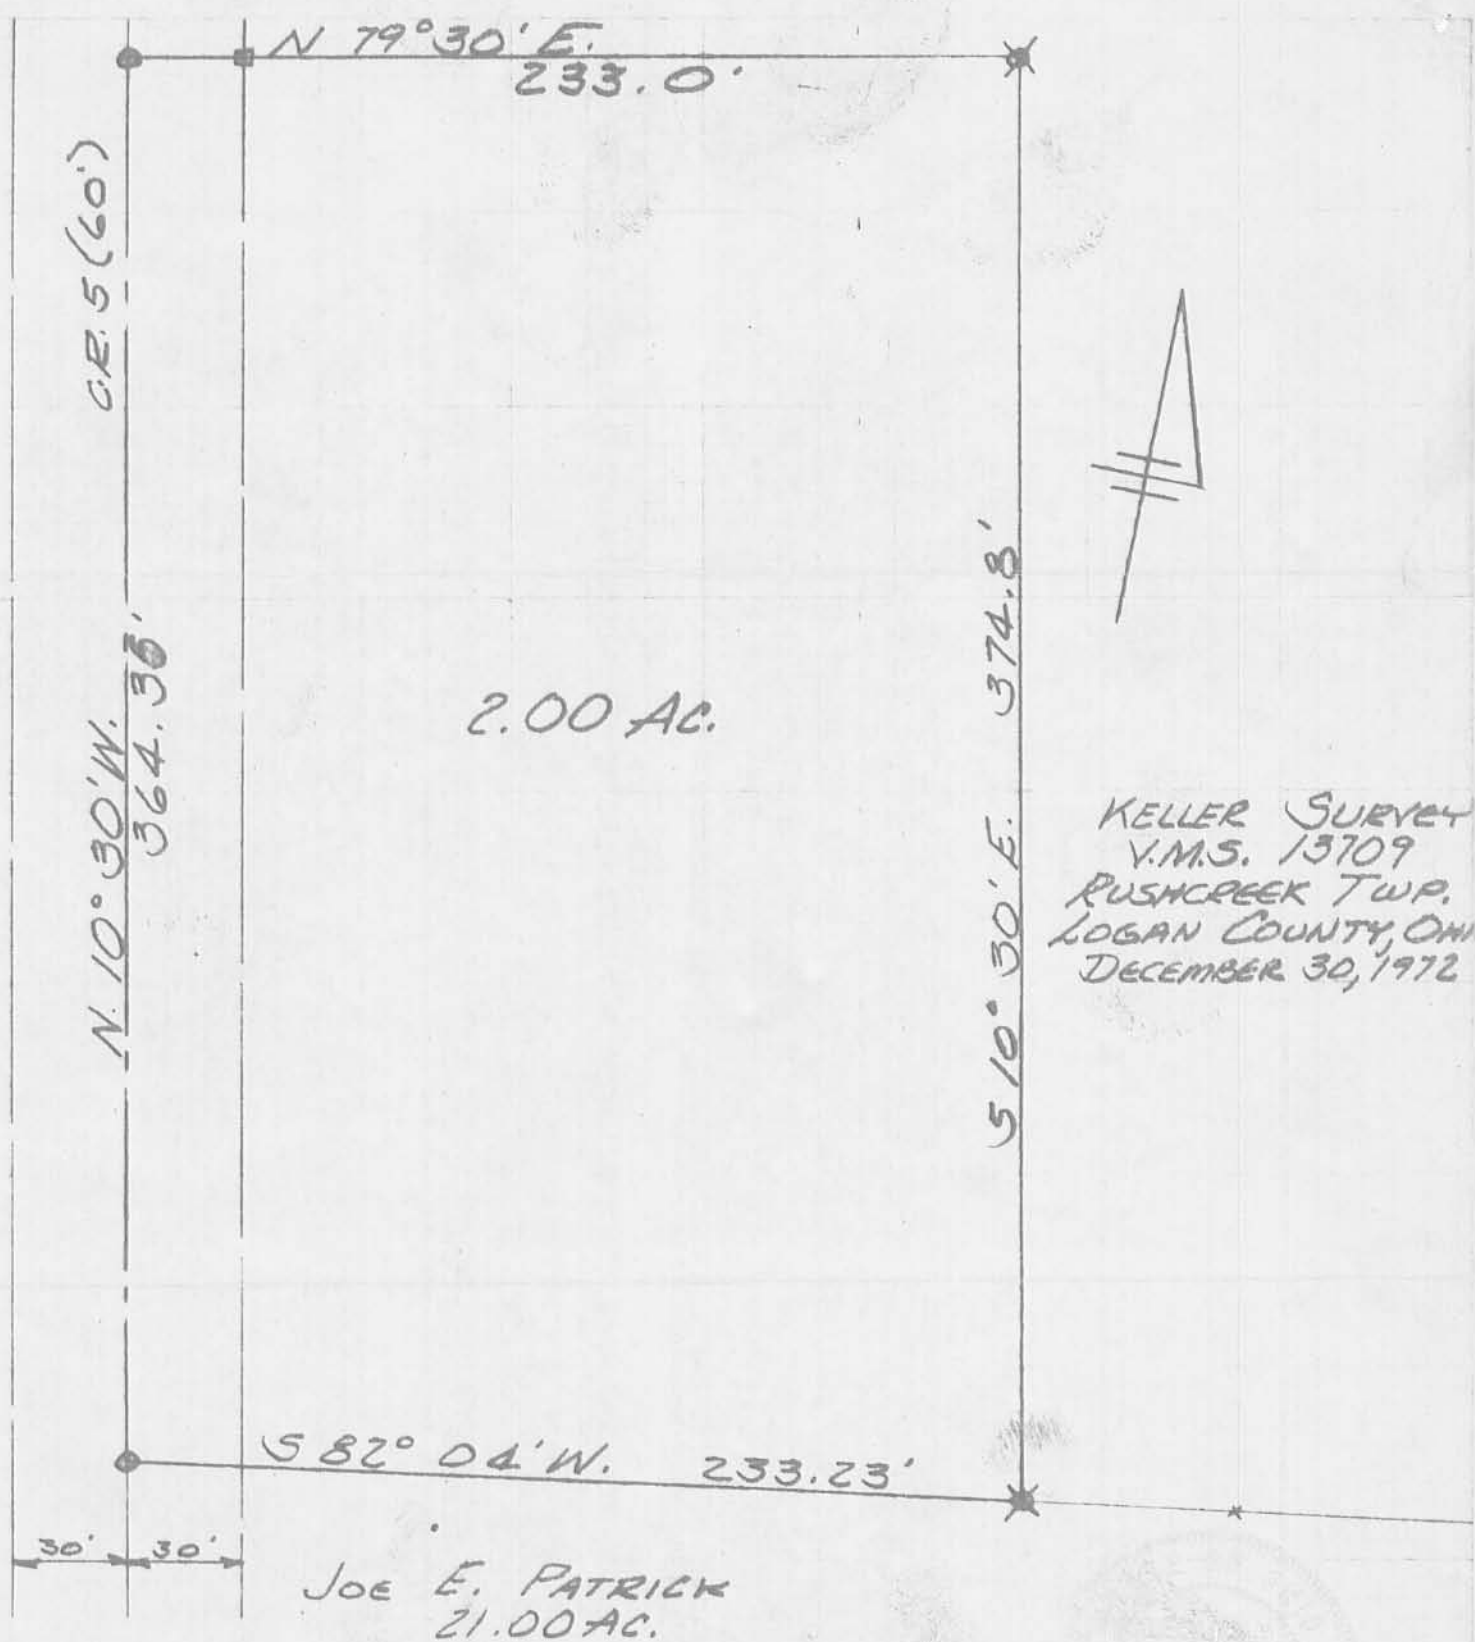 N 79°30' E.
233.0'
C.R. 5 (60')
N. 10° 30' W.
364.35'
2.00 Ac.
S 10° 30' E. 374.8'
KELLER SURVEY
V.M.S. 13709
RUSHCREEK TWP.
LOGAN COUNTY, OHI
DECEMBER 30, 1972
S 82° 04' W. 233.23'
30' 30'
JOE E. PATRICK
21.00 AC.